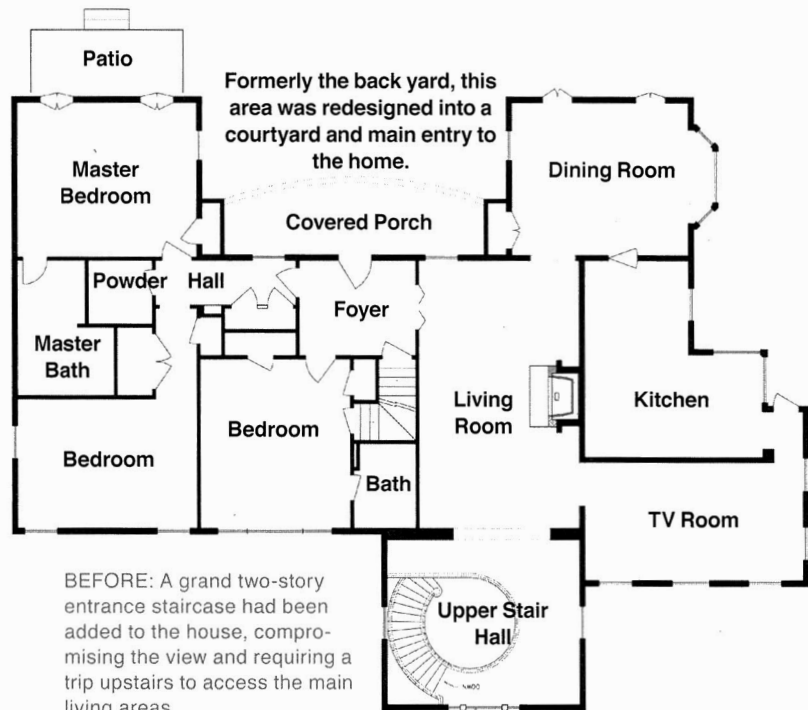 Patio
Formerly the back yard, this
area was redesigned into a
courtyard and main entry to
the home.
Master
Bedroom
Dining Room
Covered Porch
Powder
Hall
Foyer
Master
Bath
Living
Room
Kitchen
Bedroom
Bedroom
Bath
TV Room
BEFORE: A grand two-story
entrance staircase had been
added to the house, compro-
mising the view and requiring a
trip upstairs to access the main
living areas
Upper Stair
Hall
DOWN